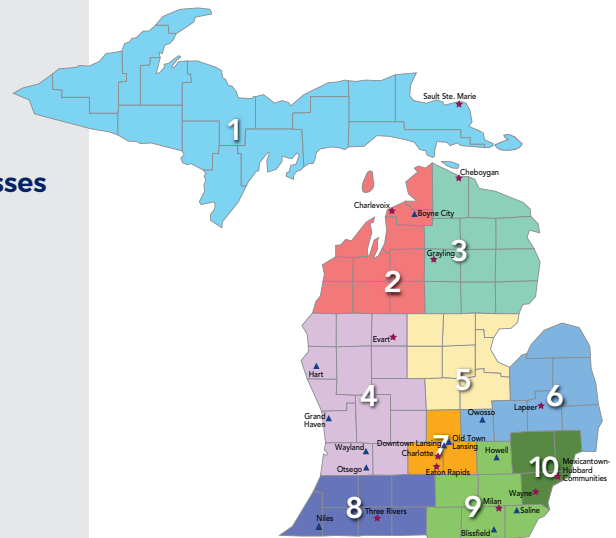 sses
1
Sault Ste. Marie
Cheboygan
Charlevoix
Boyne City
Grayling
3
2
Evart
Hart
4
5
6
Lapeer
Grand
Haven
Owosso
7
Downtown Lansing
Old Town
Lansing
Wayland
Charlotte
Howell
Otsego
Eaton Rapids
10
Mexicantown-
Hubbard
Communities
Wayne
8
Three Rivers
9
Milan
Saline
Niles
Blissfield